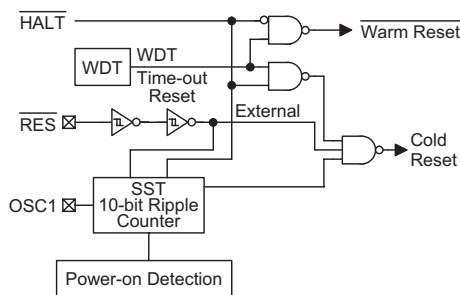 HALT
Warm Reset
WDT
WDT
Time-out
Reset
RES
External
Cold
Reset
SST
10-bit Ripple
Counter
OSC1
Power-on Detection